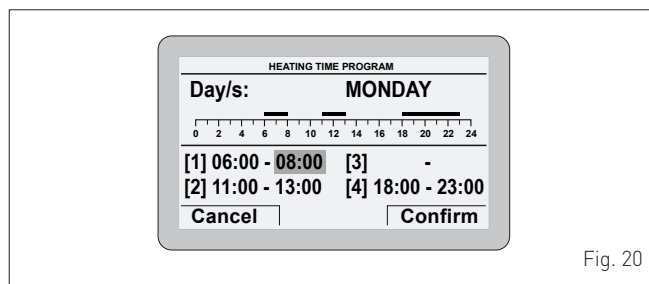 HEATING TIME PROGRAM
Day/s: MONDAY
0 2 4 6 8 10 12 14 16 18 20 22 24
[1] 06:00 - 08:00 [3] -
[2] 11:00 - 13:00 [4] 18:00 - 23:00
Cancel Confirm
Fig. 20